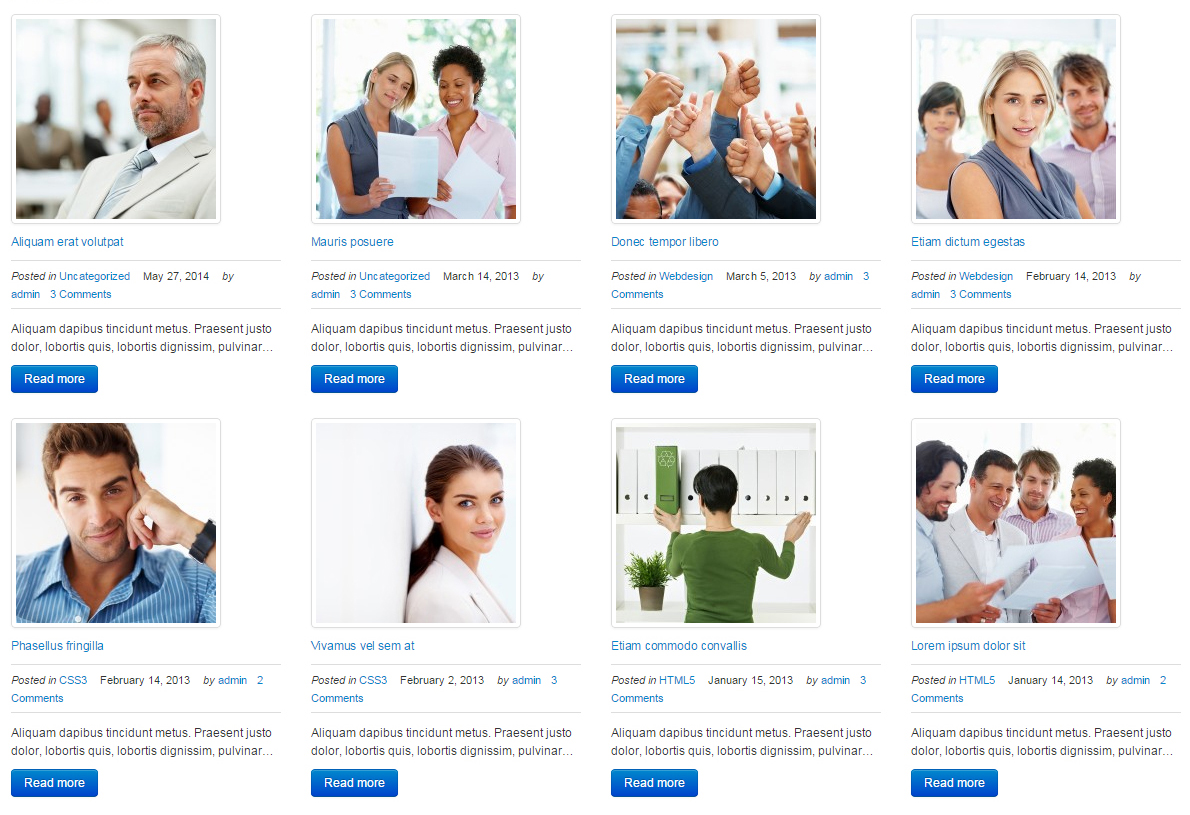 Aliquam erat volutpat
Posted in Uncategorized May 27, 2014 by
admin 3 Comments
Aliquam dapibus tincidunt metus. Praesent justo
dolor, lobortis quis, lobortis dignissim, pulvinar…
Read more
Mauris posuere
Posted in Uncategorized March 14, 2013 by
admin 3 Comments
Aliquam dapibus tincidunt metus. Praesent justo
dolor, lobortis quis, lobortis dignissim, pulvinar…
Read more
Donec tempor libero
Posted in Webdesign March 5, 2013 by admin 3
Comments
Aliquam dapibus tincidunt metus. Praesent justo
dolor, lobortis quis, lobortis dignissim, pulvinar…
Read more
Etiam dictum egestas
Posted in Webdesign February 14, 2013 by
admin 3 Comments
Aliquam dapibus tincidunt metus. Praesent justo
dolor, lobortis quis, lobortis dignissim, pulvinar…
Read more
Phasellus fringilla
Posted in CSS3 February 14, 2013 by admin 2
Comments
Aliquam dapibus tincidunt metus. Praesent justo
dolor, lobortis quis, lobortis dignissim, pulvinar…
Read more
Vivamus vel sem at
Posted in CSS3 February 2, 2013 by admin 3
Comments
Aliquam dapibus tincidunt metus. Praesent justo
dolor, lobortis quis, lobortis dignissim, pulvinar…
Read more
Etiam commodo convallis
Posted in HTML5 January 15, 2013 by admin 3
Comments
Aliquam dapibus tincidunt metus. Praesent justo
dolor, lobortis quis, lobortis dignissim, pulvinar…
Read more
Lorem ipsum dolor sit
Posted in HTML5 January 14, 2013 by admin 2
Comments
Aliquam dapibus tincidunt metus. Praesent justo
dolor, lobortis quis, lobortis dignissim, pulvinar…
Read more